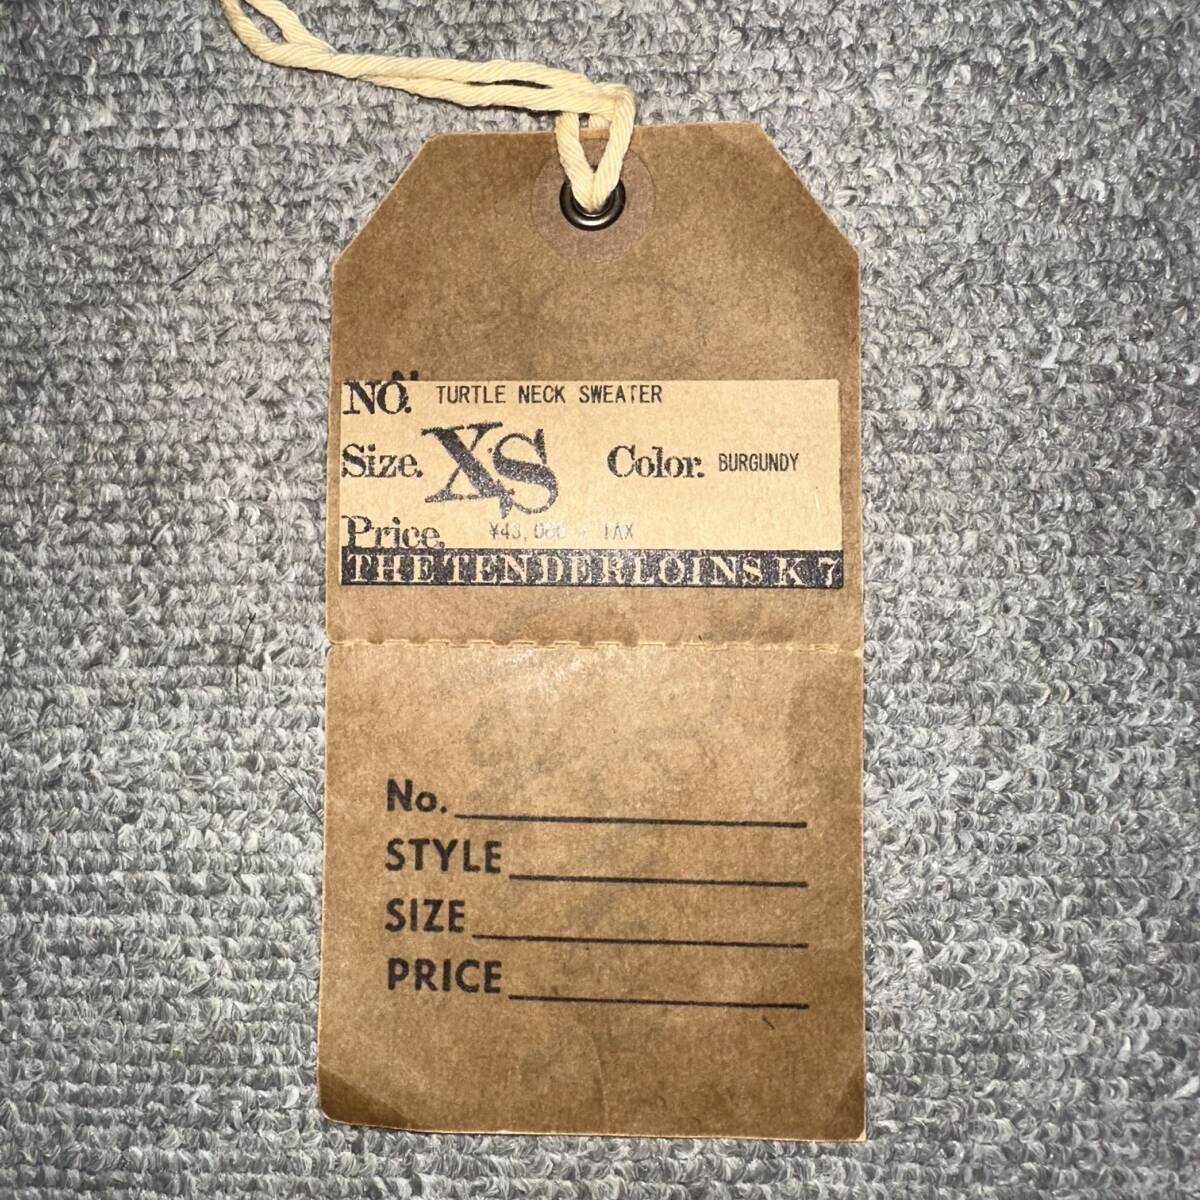 NO. TURTLE NECK SWEATER
Size. XS Color. BURGUNDY
Price. ¥43,000 + TAX
THE TENDERLOINS K 7
No.
STYLE
SIZE
PRICE